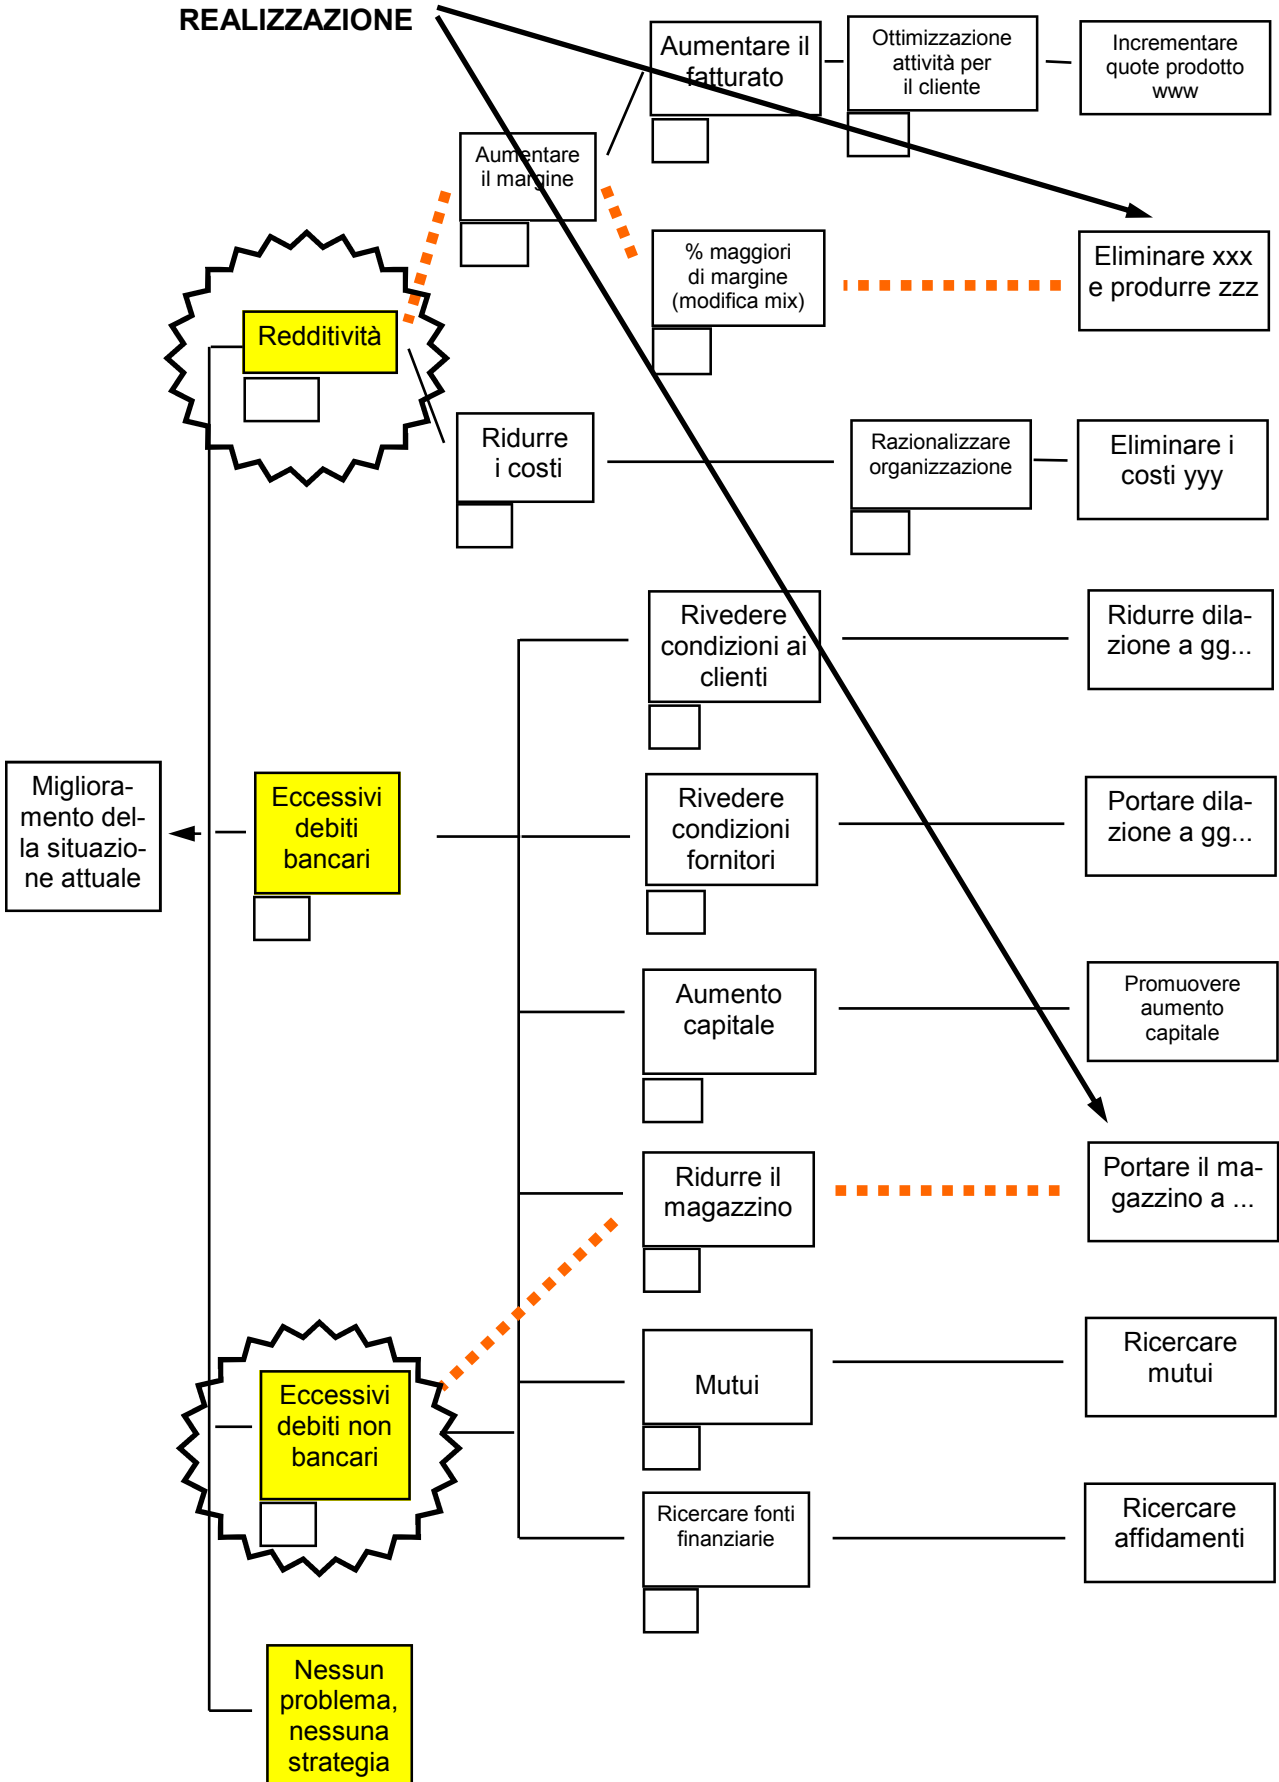 REALIZZAZIONE
Aumentare il
fatturato
Ottimizzazione
attività per
il cliente
Incrementare
quote prodotto
www
Aumentare
il margine
% maggiori
di margine
(modifica mix)
Eliminare xxx
e produrre zzz
Redditività
Ridurre
i costi
Razionalizzare
organizzazione
Eliminare i
costi yyy
Rivedere
condizioni ai
clienti
Ridurre dila-
zione a gg...
Migliora-
mento del-
la situazio-
ne attuale
Eccessivi
debiti
bancari
Rivedere
condizioni
fornitori
Portare dila-
zione a gg...
Aumento
capitale
Promuovere
aumento
capitale
Ridurre il
magazzino
Portare il ma-
gazzino a ...
Eccessivi
debiti non
bancari
Mutui
Ricercare
mutui
Ricercare fonti
finanziarie
Ricercare
affidamenti
Nessun
problema,
nessuna
strategia